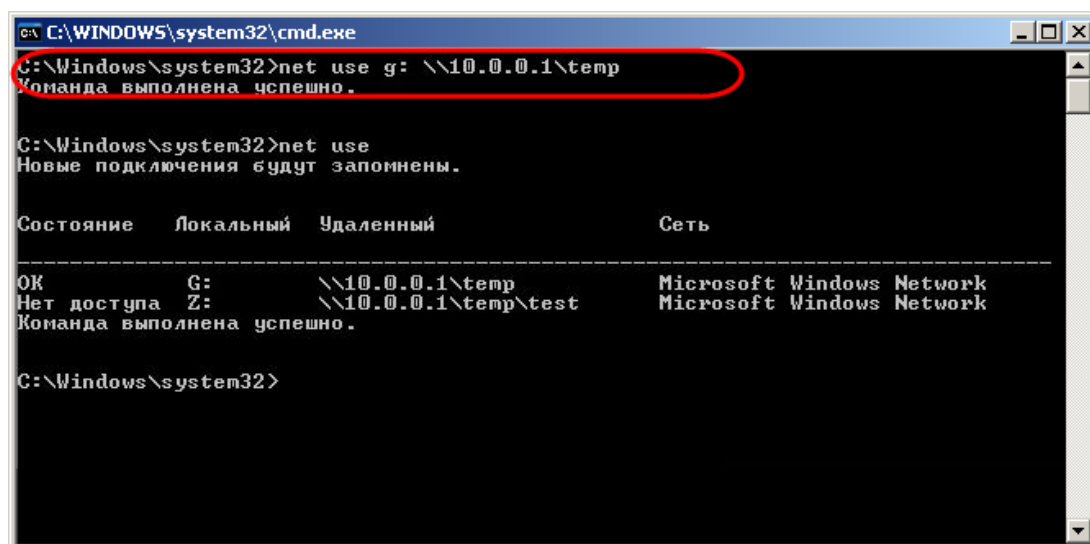 C:\WINDOWS\system32\cmd.exe
C:\Windows\system32>net use g: \\10.0.0.1\temp
Команда выполнена успешно.
C:\Windows\system32>net use
Новые подключения будут запомнены.
Состояние Локальный Удаленный Сеть
OK G: \\10.0.0.1\temp Microsoft Windows Network
Нет доступа Z: \\10.0.0.1\temp\test Microsoft Windows Network
Команда выполнена успешно.
C:\Windows\system32>